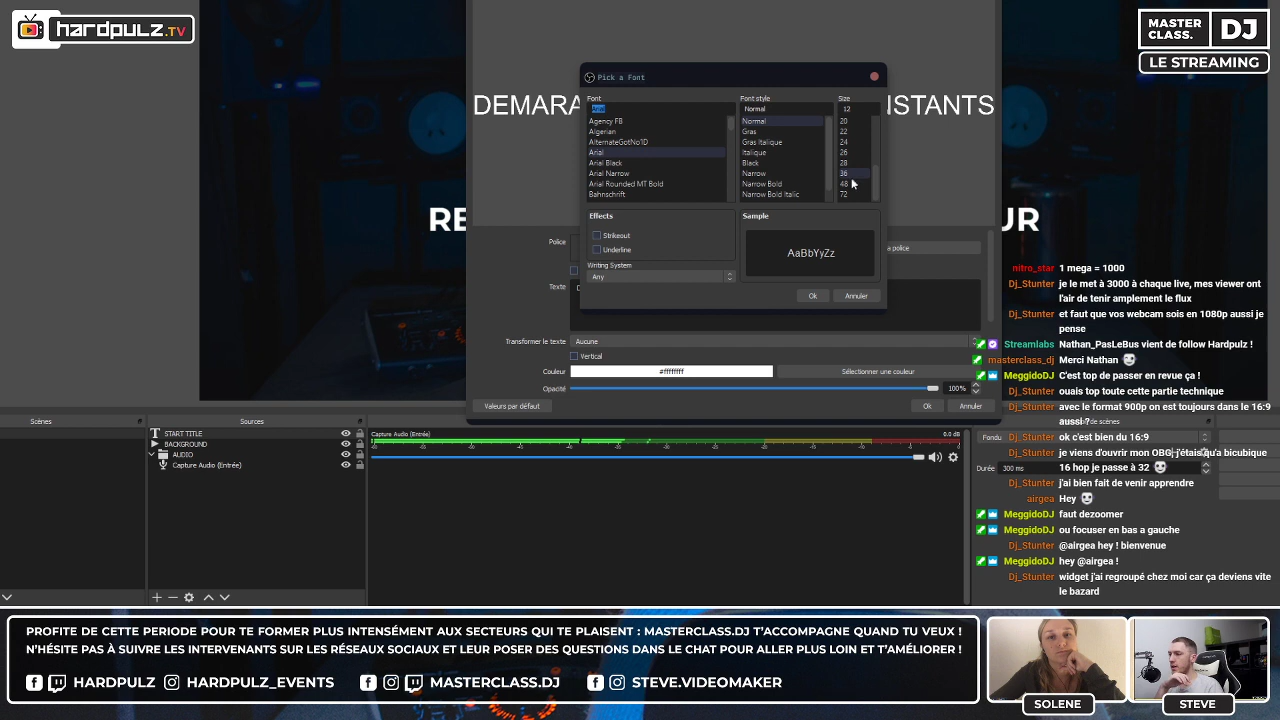 hardpulz.TV
MASTER
CLASS.
DJ
LE STREAMING
Pick a Font
Font
Font style
Size
Arial
Normal
12
Agency FB
Normal
20
Algerian
Gras
22
AlternateGotNo1D
Gras Italique
24
Arial
Italique
26
Arial Black
Black
28
Arial Narrow
Narrow
36
Arial Rounded MT Bold
Narrow Bold
48
Bahnschrift
Narrow Bold Italic
72
DEMARA
NSTANTS
RE
UR
Effects
Sample
Strikeout
Underline
AaBbYyZz
Writing System
Any
Ok
Annuler
Police
a police
Texte
Transformer le texte
Aucune
Vertical
Couleur
#ffffffff
Sélectionner une couleur
Opacité
100%
Valeurs par défaut
Ok
Annuler
nitro_star 1 mega = 1000
Dj_Stunter je le met à 3000 à chaque live, mes viewer ont
l'air de tenir amplement le flux
et faut que vos webcam sois en 1080p aussi je
pense
Streamlabs Nathan_PasLeBus vient de follow Hardpulz !
masterclass_dj Merci Nathan
MeggidoDJ C'est top de passer en revue ça !
Dj_Stunter ouais top toute cette partie technique
avec le format 900p on est toujours dans le 16:9
aussi ?
Dj_Stunter ok c'est bien du 16:9
Dj_Stunter je viens d'ouvrir mon OBG j'étais qu'a bicubique
16 hop je passe à 32
Dj_Stunter j'ai bien fait de venir apprendre
airgea Hey
MeggidoDJ faut dezoomer
MeggidoDJ ou focuser en bas a gauche
Dj_Stunter @airgea hey ! bienvenue
MeggidoDJ hey @airgea !
Dj_Stunter widget j'ai regroupé chez moi car ça deviens vite
le bazard
Scènes
Sources
START TITLE
BACKGROUND
AUDIO
Capture Audio (Entrée)
Capture Audio (Entrée)
0.0 dB
de scènes
Fondu
Durée
300 ms
PROFITE DE CETTE PERIODE POUR TE FORMER PLUS INTENSÉMENT AUX SECTEURS QUI TE PLAISENT : MASTERCLASS.DJ T'ACCOMPAGNE QUAND TU VEUX !
N'HÉSITE PAS À SUIVRE LES INTERVENANTS SUR LES RÉSEAUX SOCIAUX ET LEUR POSER DES QUESTIONS DANS LE CHAT POUR ALLER PLUS LOIN ET T'AMÉLIORER !
HARDPULZ
HARDPULZ_EVENTS
MASTERCLASS.DJ
STEVE.VIDEOMAKER
SOLENE
STEVE